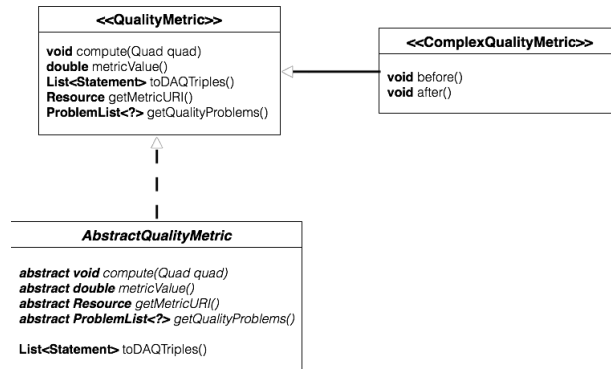 <<QualityMetric>>
void compute(Quad quad)
double metricValue()
List<Statement> toDAQTriples()
Resource getMetricURI()
ProblemList<?> getQualityProblems()
<<ComplexQualityMetric>>
void before()
void after()
AbstractQualityMetric
abstract void compute(Quad quad)
abstract double metricValue()
abstract Resource getMetricURI()
abstract ProblemList<?> getQualityProblems()
List<Statement> toDAQTriples()